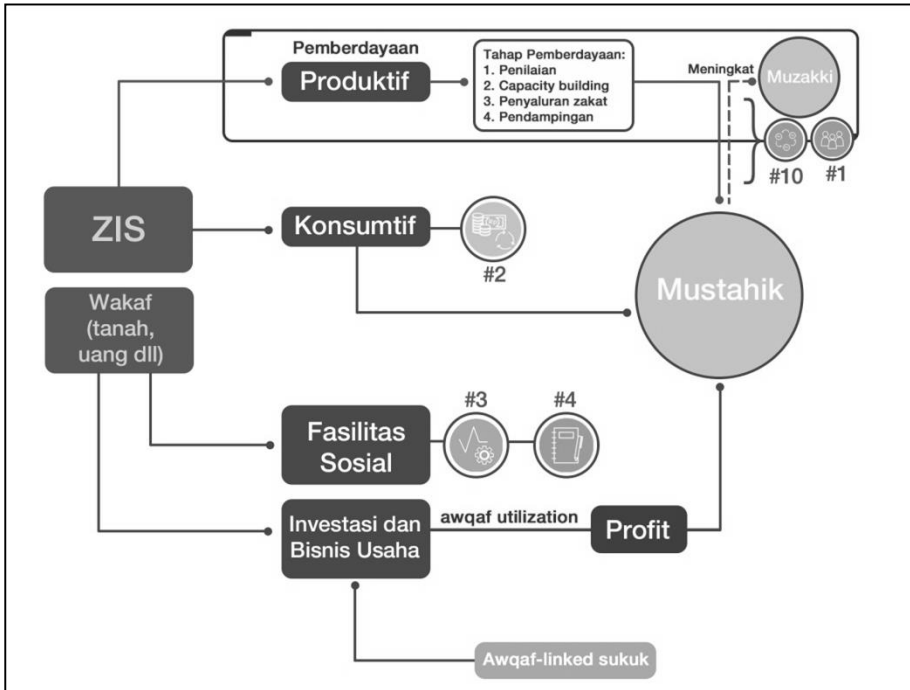 Pemberdayaan
Produktif
Tahap Pemberdayaan:
1. Penilaian
2. Capacity building
3. Penyaluran zakat
4. Pendampingan
Meningkat
Muzakki
#10
#1
ZIS
Konsumtif
#2
Mustahik
Wakaf
(tanah,
uang dll)
#3
#4
Fasilitas
Sosial
Investasi dan
Bisnis Usaha
awqaf utilization
Profit
Awqaf-linked sukuk